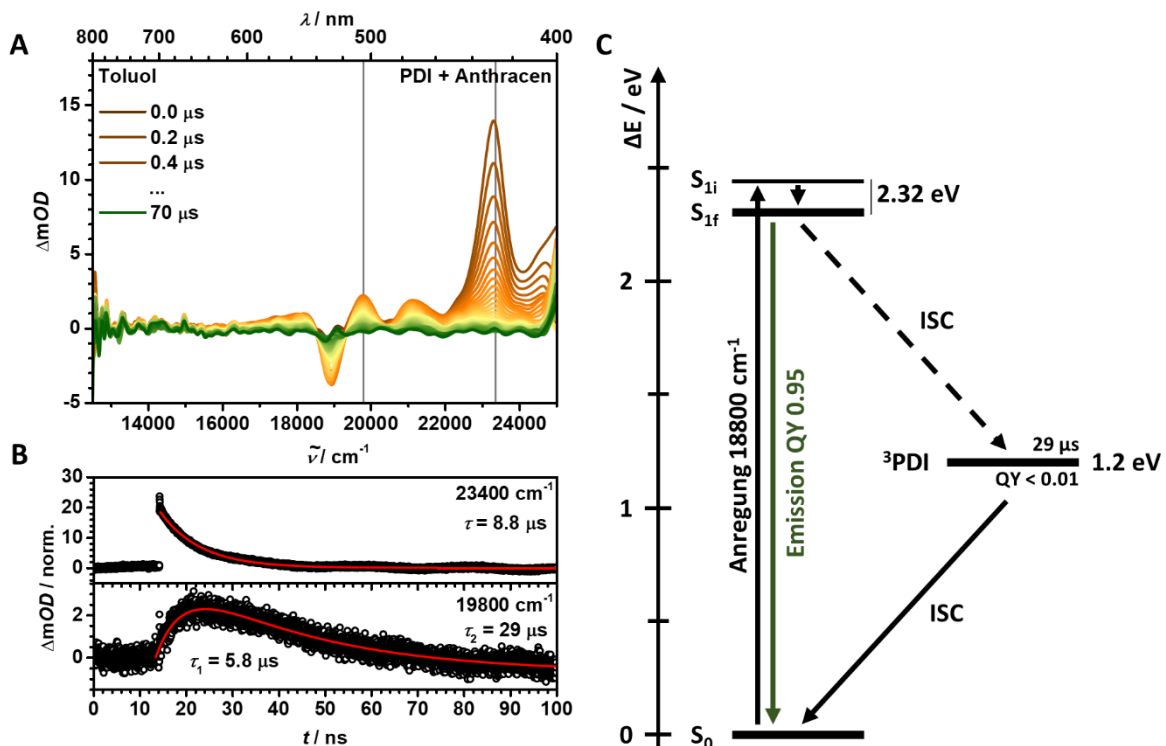 A
λ / nm
800 700 600 500 400
Toluol
PDI + Anthracen
0.0 µs
0.2 µs
0.4 µs
...
70 µs
ΔmOD
15
10
5
0
-5
14000 16000 18000 20000 22000 24000
ṽ / cm⁻¹
B
30
20
10
0
23400 cm⁻¹
τ = 8.8 µs
ΔmOD / norm.
2
0
19800 cm⁻¹
τ₂ = 29 µs
τ₁ = 5.8 µs
0 10 20 30 40 50 60 70 80 90 100
t / ns
C
ΔE / eV
2
1
0
S₁ᵢ
S₁f
2.32 eV
Anregung 18800 cm⁻¹
Emission QY 0.95
ISC
³PDI
29 µs
QY < 0.01
1.2 eV
ISC
S₀